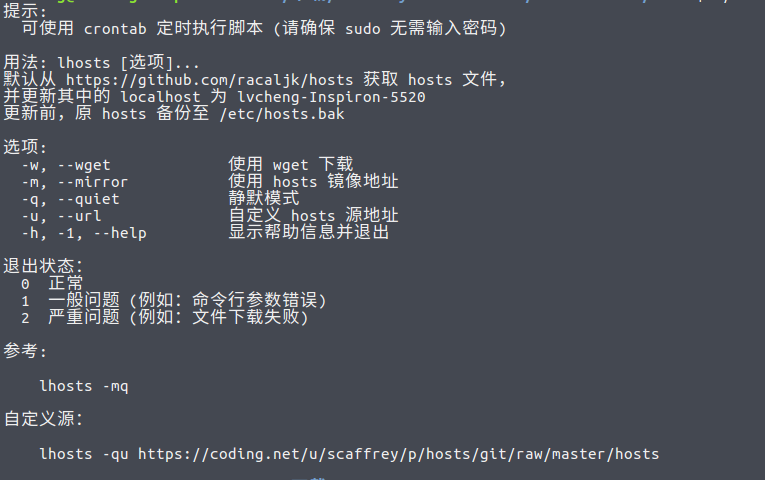 提示:
可使用 crontab 定时执行脚本 (请确保 sudo 无需输入密码)
用法: lhosts [选项]...
默认从 https://github.com/racaljk/hosts 获取 hosts 文件，
并更新其中的 localhost 为 lvcheng-Inspiron-5520
更新前，原 hosts 备份至 /etc/hosts.bak
选项:
-w, --wget 使用 wget 下载
-m, --mirror 使用 hosts 镜像地址
-q, --quiet 静默模式
-u, --url 自定义 hosts 源地址
-h, -1, --help 显示帮助信息并退出
退出状态:
0 正常
1 一般问题 (例如: 命令行参数错误)
2 严重问题 (例如: 文件下载失败)
参考:
lhosts -mq
自定义源:
lhosts -qu https://coding.net/u/scaffrey/p/hosts/git/raw/master/hosts